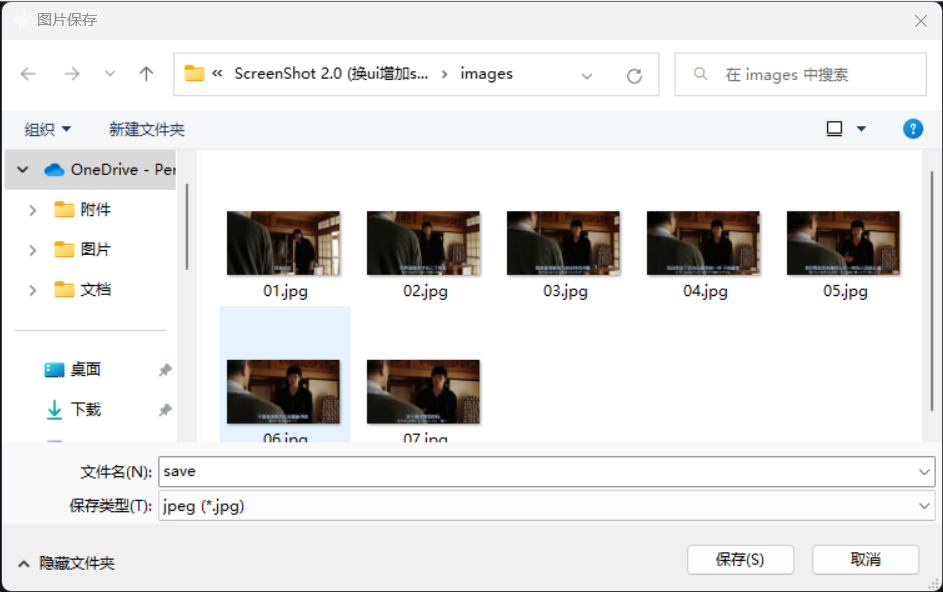 图片保存
« ScreenShot 2.0 (换ui增加s... › images
在 images 中搜索
组织
新建文件夹
OneDrive - Per
附件
图片
文档
桌面
下载
01.jpg
02.jpg
03.jpg
04.jpg
05.jpg
06.jpg
07.jpg
文件名(N): save
保存类型(T): jpeg (*.jpg)
隐藏文件夹
保存(S)
取消